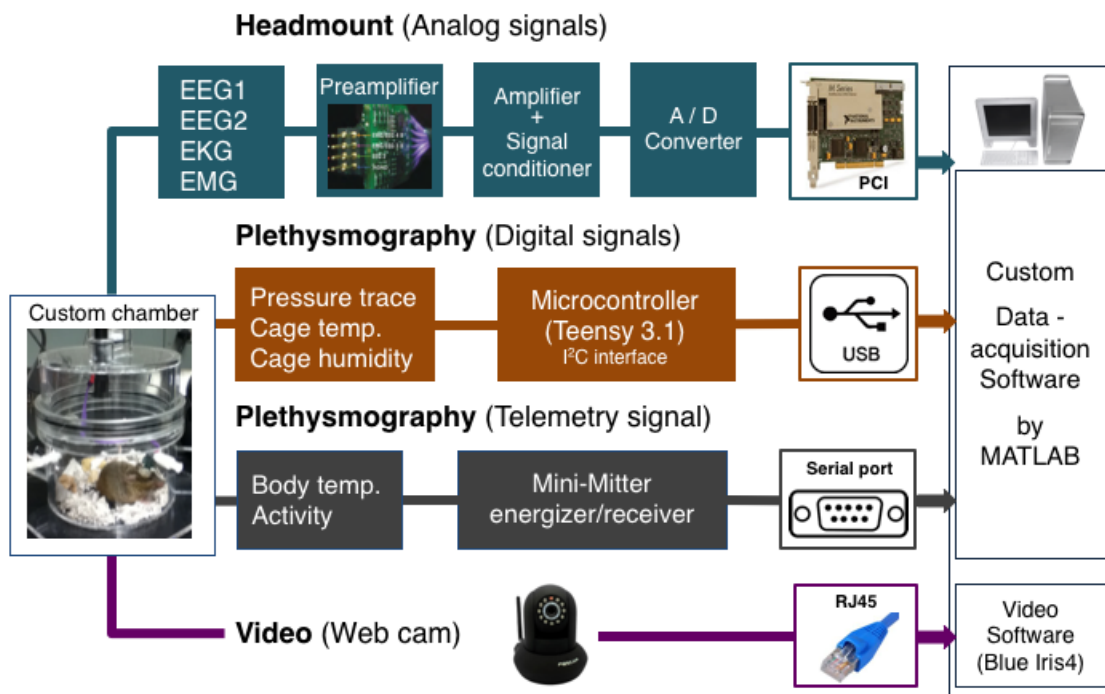 Headmount (Analog signals)
EEG1
EEG2
EKG
EMG
Preamplifier
Amplifier
+
Signal
conditioner
A / D
Converter
M Series
PCI
Plethysmography (Digital signals)
Custom chamber
Pressure trace
Cage temp.
Cage humidity
Microcontroller
(Teensy 3.1)
I²C interface
USB
Custom
Data -
acquisition
Software
by
MATLAB
Plethysmography (Telemetry signal)
Body temp.
Activity
Mini-Mitter
energizer/receiver
Serial port
Video (Web cam)
RJ45
Video
Software
(Blue Iris4)